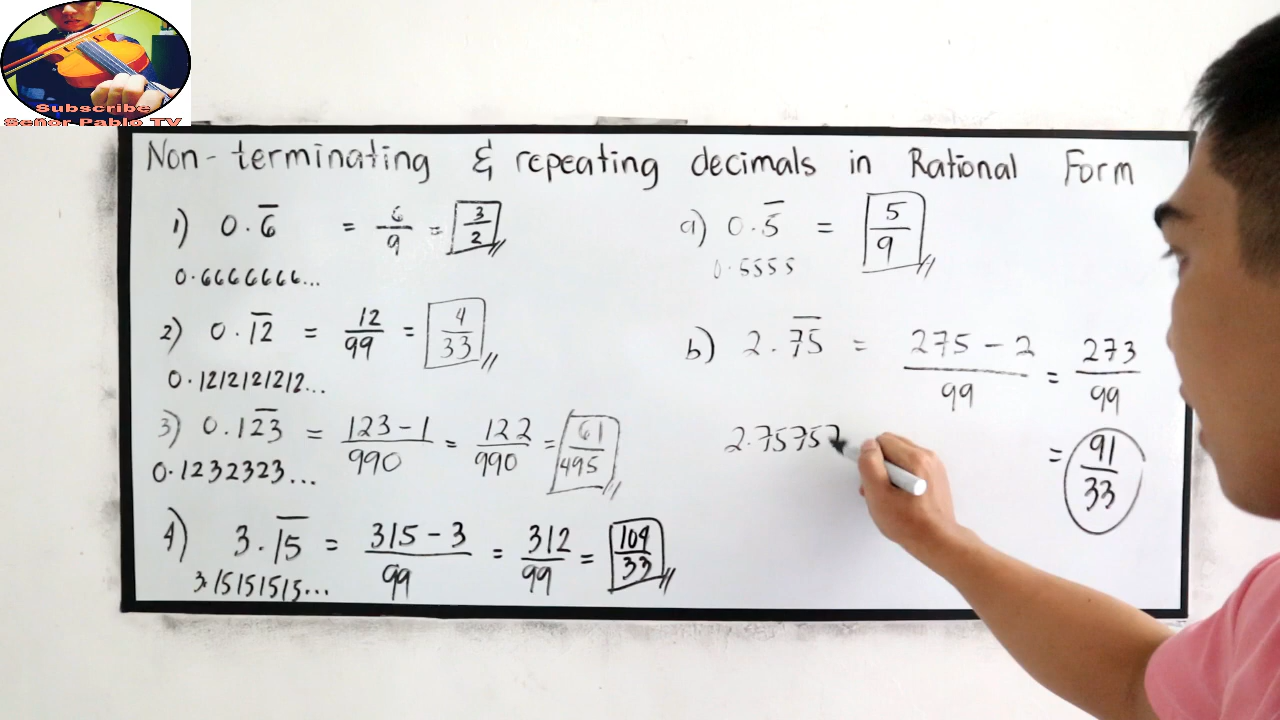 Subscribe
Señor Pablo TV
Non-terminating & repeating decimals in Rational Form
1) 0.6̅ = 6/9 = 3/2
0.6666666...
2) 0.1̅2̅ = 12/99 = 4/33
0.1212121212...
3) 0.12̅3̅ = 123-1/990 = 122/990 = 61/495
0.1232323...
4) 3.1̅5̅ = 315-3/99 = 312/99 = 104/33
3.15151515...
a) 0.5̅ = 5/9
0.5555
b) 2.7̅5̅ = 275-2/99 = 273/99
= 91/33
2.75757